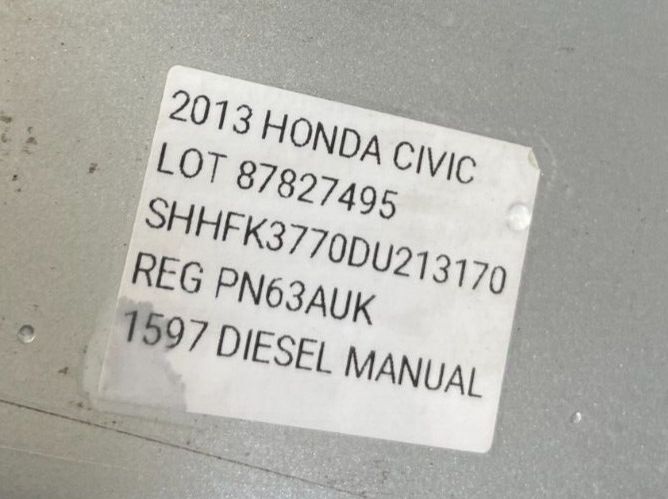 2013 HONDA CIVIC
LOT 87827495
SHHFK3770DU213170
REG PN63AUK
1597 DIESEL MANUAL